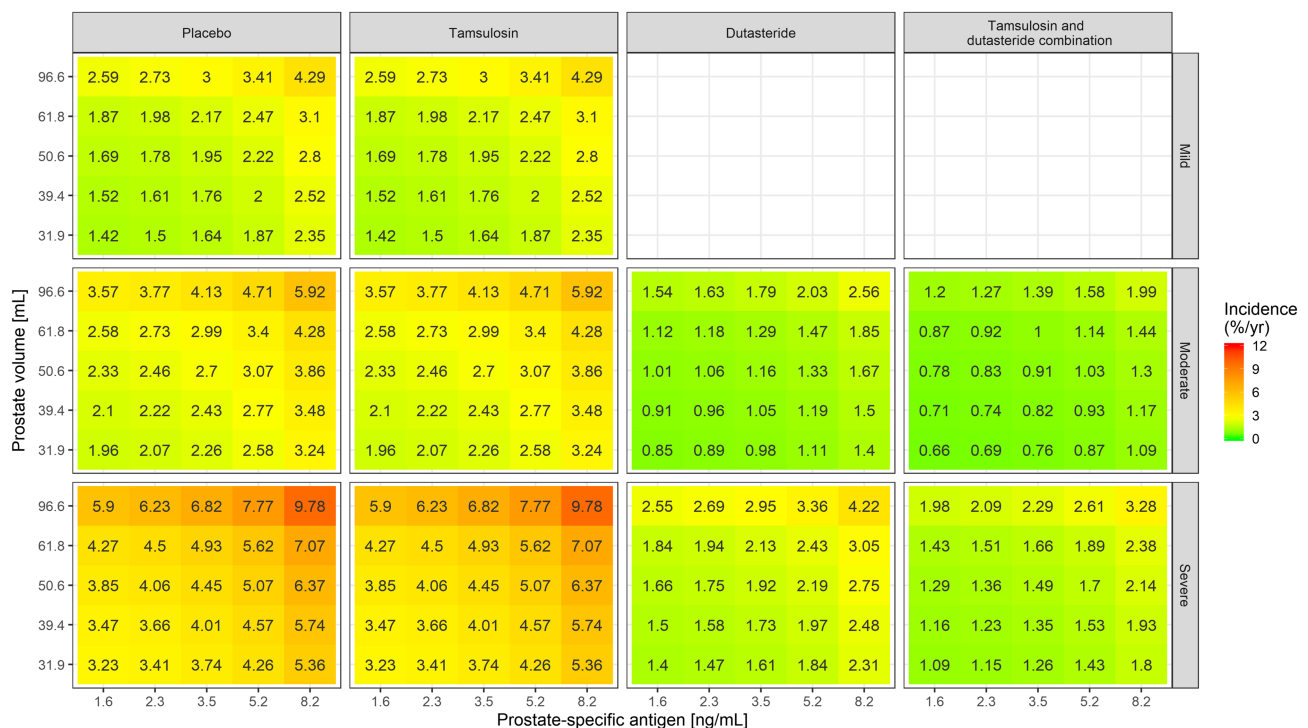 Placebo Tamsulosin Dutasteride Tamsulosin and
dutasteride combination
96.6 2.59 2.73 3 3.41 4.29 2.59 2.73 3 3.41 4.29
61.8 1.87 1.98 2.17 2.47 3.1 1.87 1.98 2.17 2.47 3.1
50.6 1.69 1.78 1.95 2.22 2.8 1.69 1.78 1.95 2.22 2.8
39.4 1.52 1.61 1.76 2 2.52 1.52 1.61 1.76 2 2.52
31.9 1.42 1.5 1.64 1.87 2.35 1.42 1.5 1.64 1.87 2.35
Mild
96.6 3.57 3.77 4.13 4.71 5.92 3.57 3.77 4.13 4.71 5.92 1.54 1.63 1.79 2.03 2.56 1.2 1.27 1.39 1.58 1.99
61.8 2.58 2.73 2.99 3.4 4.28 2.58 2.73 2.99 3.4 4.28 1.12 1.18 1.29 1.47 1.85 0.87 0.92 1 1.14 1.44
50.6 2.33 2.46 2.7 3.07 3.86 2.33 2.46 2.7 3.07 3.86 1.01 1.06 1.16 1.33 1.67 0.78 0.83 0.91 1.03 1.3
39.4 2.1 2.22 2.43 2.77 3.48 2.1 2.22 2.43 2.77 3.48 0.91 0.96 1.05 1.19 1.5 0.71 0.74 0.82 0.93 1.17
31.9 1.96 2.07 2.26 2.58 3.24 1.96 2.07 2.26 2.58 3.24 0.85 0.89 0.98 1.11 1.4 0.66 0.69 0.76 0.87 1.09
Moderate
96.6 5.9 6.23 6.82 7.77 9.78 5.9 6.23 6.82 7.77 9.78 2.55 2.69 2.95 3.36 4.22 1.98 2.09 2.29 2.61 3.28
61.8 4.27 4.5 4.93 5.62 7.07 4.27 4.5 4.93 5.62 7.07 1.84 1.94 2.13 2.43 3.05 1.43 1.51 1.66 1.89 2.38
50.6 3.85 4.06 4.45 5.07 6.37 3.85 4.06 4.45 5.07 6.37 1.66 1.75 1.92 2.19 2.75 1.29 1.36 1.49 1.7 2.14
39.4 3.47 3.66 4.01 4.57 5.74 3.47 3.66 4.01 4.57 5.74 1.5 1.58 1.73 1.97 2.48 1.16 1.23 1.35 1.53 1.93
31.9 3.23 3.41 3.74 4.26 5.36 3.23 3.41 3.74 4.26 5.36 1.4 1.47 1.61 1.84 2.31 1.09 1.15 1.26 1.43 1.8
Severe
1.6 2.3 3.5 5.2 8.2 1.6 2.3 3.5 5.2 8.2 1.6 2.3 3.5 5.2 8.2 1.6 2.3 3.5 5.2 8.2
Prostate-specific antigen [ng/mL]
Prostate volume [mL]
Incidence
(%/yr)
12
9
6
3
0